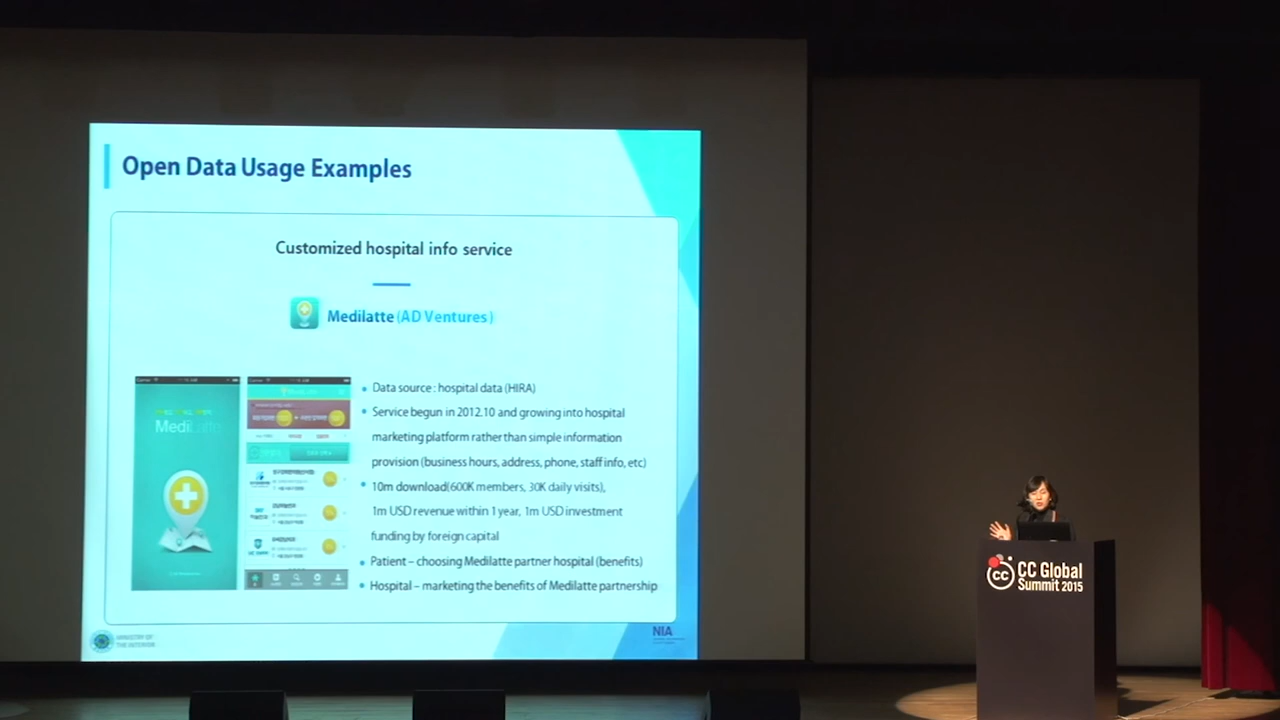 Open Data Usage Examples
Customized hospital info service
Medilatte (AD Ventures)
MediLatte
• Data source : hospital data (HIRA)
• Service begun in 2012.10 and growing into hospital
marketing platform rather than simple information
provision (business hours, address, phone, staff info, etc)
• 10m download(600K members, 30K daily visits),
1m USD revenue within 1 year, 1m USD investment
funding by foreign capital
• Patient – choosing Medilatte partner hospital (benefits)
• Hospital – marketing the benefits of Medilatte partnership
MINISTRY OF
THE INTERIOR
NIA
CC
CC Global
Summit 2015